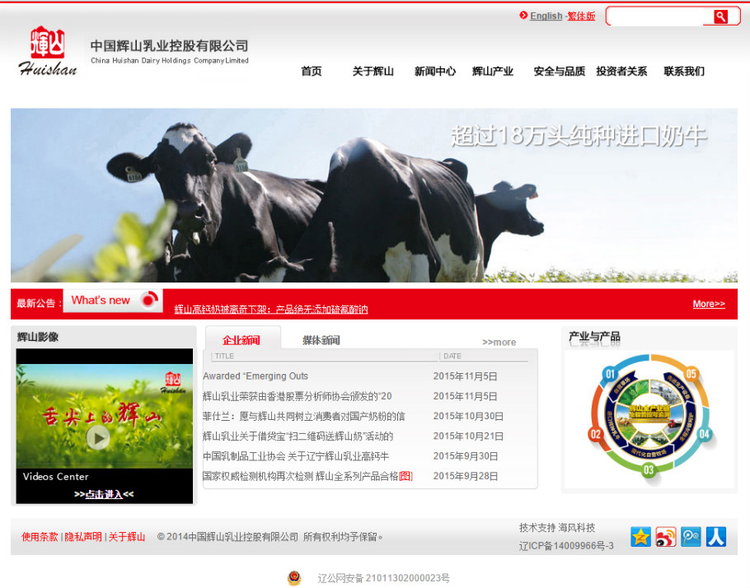 English -繁体版
輝山
Huishan
中国辉山乳业控股有限公司
China Huishan Dairy Holdings Company Limited
首页 关于辉山 新闻中心 辉山产业 安全与品质 投资者关系 联系我们
超过18万头纯种进口奶牛
最新公告： What's new 辉山高钙奶被高奇下架：产品绝无添加硫氰酸钠 More>>
辉山影像
企业新闻 媒体新闻 >>more
产业与产品
TITLE DATE
Awarded “Emerging Outs 2015年11月5日
辉山乳业荣获由香港股票分析师协会颁发的“20 2015年11月5日
菲仕兰：愿与辉山共同树立消费者对国产奶粉的信 2015年10月30日
辉山乳业关于借贷宝“扫二维码送辉山奶”活动的 2015年10月21日
中国乳制品工业协会 关于辽宁辉山乳业高钙牛 2015年9月30日
国家权威检测机构再次检测 辉山全系列产品合格[图] 2015年9月28日
輝山
Huishan
舌尖上的辉山
Videos Center
>>点击进入<<
01
05
02
04
03
使用条款 | 隐私声明 | 关于辉山 © 2014中国辉山乳业控股有限公司 所有权利均予保留。
技术支持 海风科技
辽ICP备14009966号-3
辽公网安备 21011302000023号